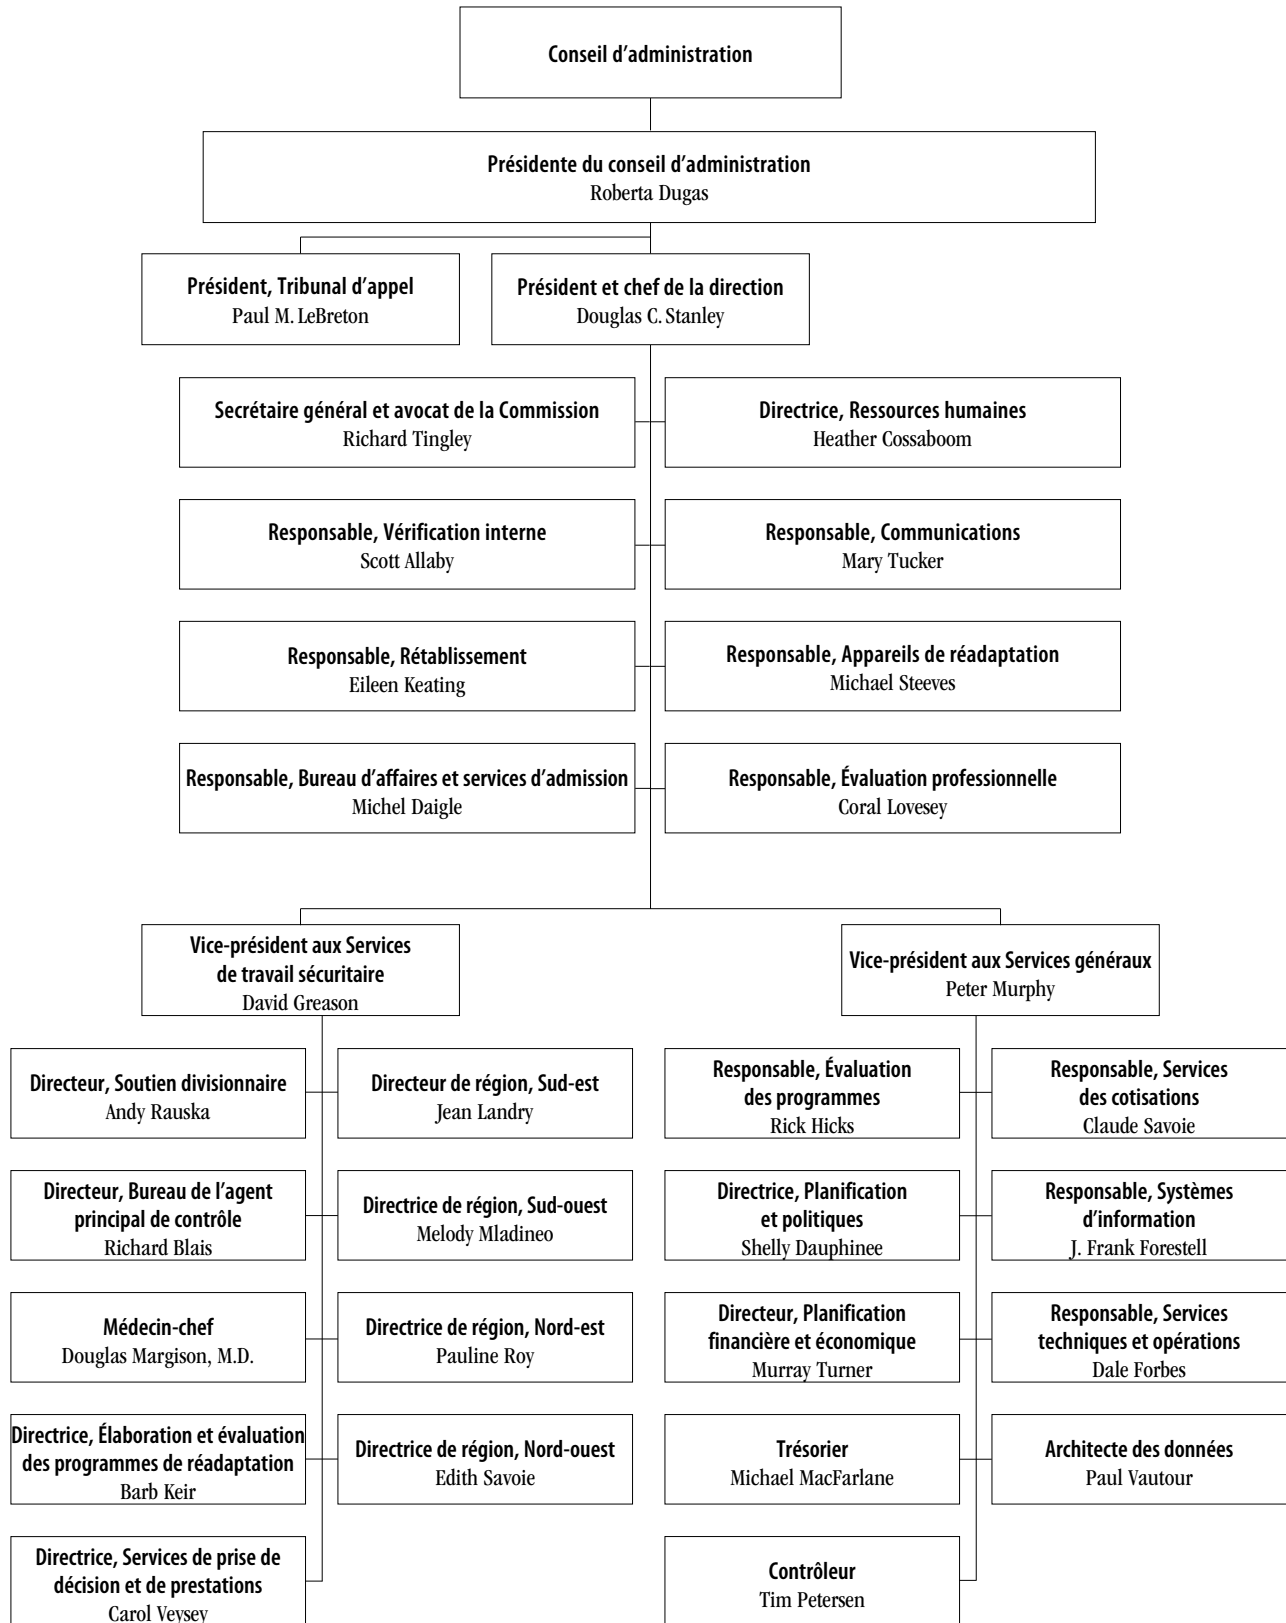 Conseil d'administration
Présidente du conseil d'administration
Roberta Dugas
Président, Tribunal d'appel
Paul M. LeBreton
Président et chef de la direction
Douglas C. Stanley
Secrétaire général et avocat de la Commission
Richard Tingley
Directrice, Ressources humaines
Heather Cossaboom
Responsable, Vérification interne
Scott Allaby
Responsable, Communications
Mary Tucker
Responsable, Rétablissement
Eileen Keating
Responsable, Appareils de réadaptation
Michael Steeves
Responsable, Bureau d'affaires et services d'admission
Michel Daigle
Responsable, Évaluation professionnelle
Coral Lovesey
Vice-président aux Services
de travail sécuritaire
David Greason
Vice-président aux Services généraux
Peter Murphy
Directeur, Soutien divisionnaire
Andy Rauska
Directeur de région, Sud-est
Jean Landry
Responsable, Évaluation
des programmes
Rick Hicks
Responsable, Services
des cotisations
Claude Savoie
Directeur, Bureau de l'agent
principal de contrôle
Richard Blais
Directrice de région, Sud-ouest
Melody Mladineo
Directrice, Planification
et politiques
Shelly Dauphinee
Responsable, Systèmes
d'information
J. Frank Forestell
Médecin-chef
Douglas Margison, M.D.
Directrice de région, Nord-est
Pauline Roy
Directeur, Planification
financière et économique
Murray Turner
Responsable, Services
techniques et opérations
Dale Forbes
Directrice, Élaboration et évaluation
des programmes de réadaptation
Barb Keir
Directrice de région, Nord-ouest
Edith Savoie
Trésorier
Michael MacFarlane
Architecte des données
Paul Vautour
Directrice, Services de prise de
décision et de prestations
Carol Veysey
Contrôleur
Tim Petersen